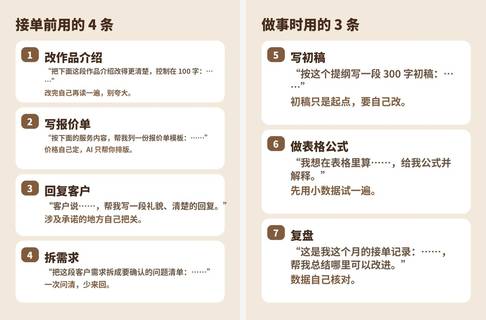 接单前用的 4 条
1 改作品介绍
“把下面这段作品介绍改得更清楚，控制在 100 字：…
…”
改完自己再读一遍，别夸大。
2 写报价单
“按下面的服务内容，帮我列一份报价单模板：……”
价格自己定，AI 只帮你排版。
3 回复客户
“客户说……，帮我写一段礼貌、清楚的回复。”
涉及承诺的地方自己把关。
4 拆需求
“把这段客户需求拆成要确认的问题清单：……”
一次问清，少来回。
做事时用的 3 条
5 写初稿
“按这个提纲写一段 300 字初稿：…
…”
初稿只是起点，要自己改。
6 做表格公式
“我想在表格里算……，给我公式并
解释。”
先用小数据试一遍。
7 复盘
“这是我这个月的接单记录：……，
帮我总结哪里可以改进。”
数据自己核对。